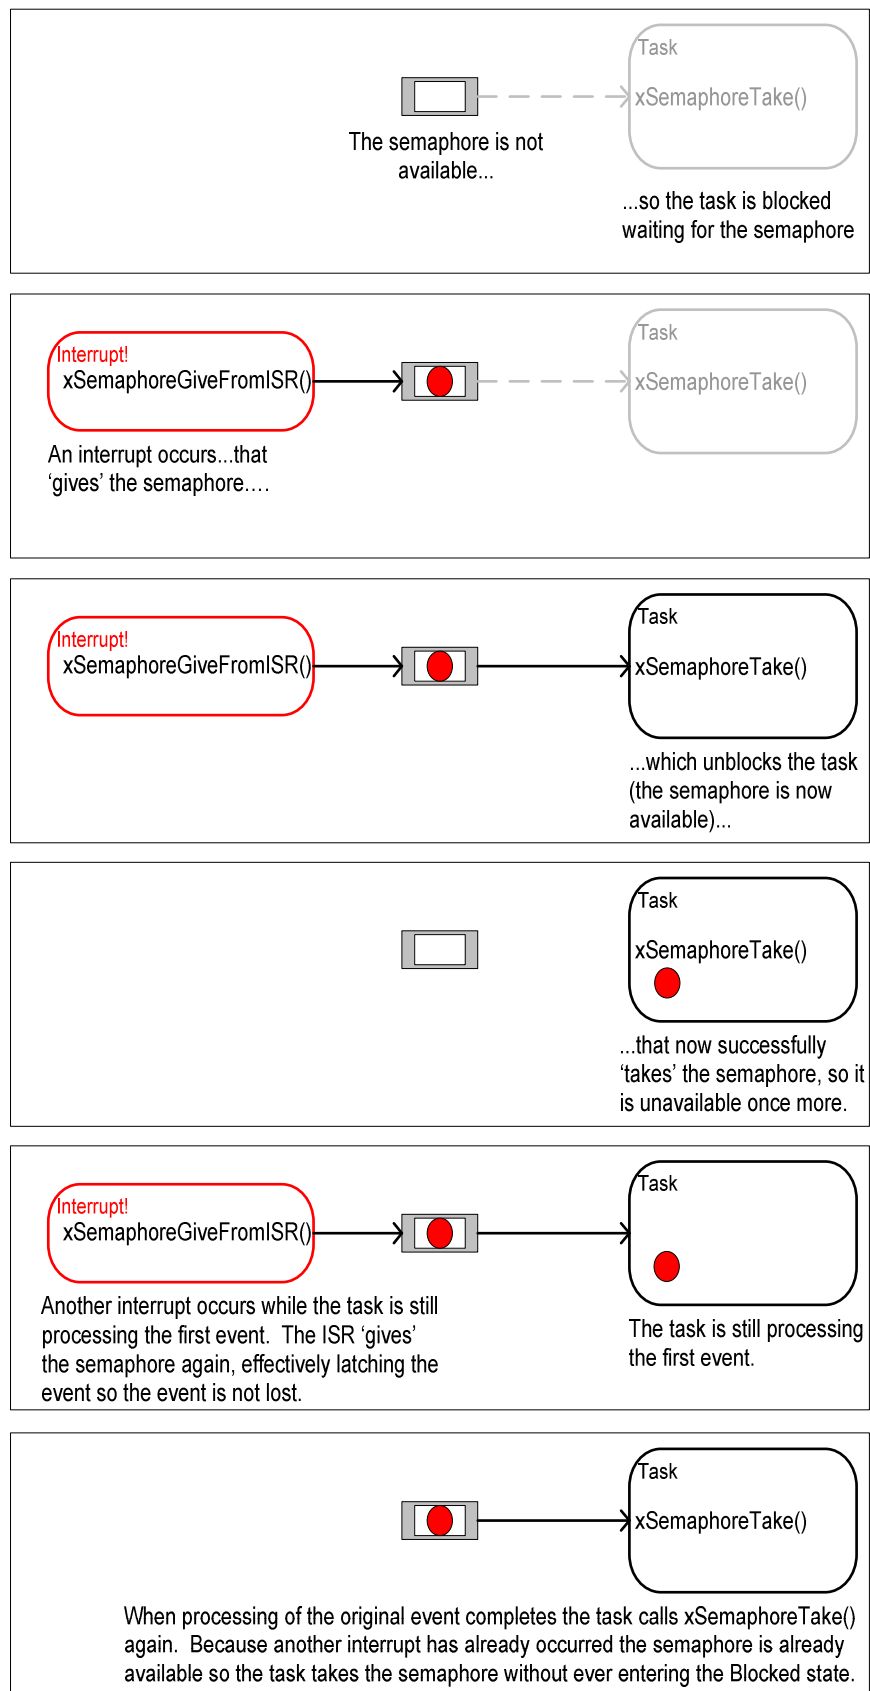 Task
xSemaphoreTake()
The semaphore is not
available...
...so the task is blocked
waiting for the semaphore
Interrupt!
xSemaphoreGiveFromISR()
An interrupt occurs...that
‘gives’ the semaphore....
Task
xSemaphoreTake()
Interrupt!
xSemaphoreGiveFromISR()
Task
xSemaphoreTake()
...which unblocks the task
(the semaphore is now
available)...
Task
xSemaphoreTake()
...that now successfully
‘takes’ the semaphore, so it
is unavailable once more.
Interrupt!
xSemaphoreGiveFromISR()
Another interrupt occurs while the task is still
processing the first event.  The ISR ‘gives’
the semaphore again, effectively latching the
event so the event is not lost.
Task
The task is still processing
the first event.
Task
xSemaphoreTake()
When processing of the original event completes the task calls xSemaphoreTake()
again.  Because another interrupt has already occurred the semaphore is already
available so the task takes the semaphore without ever entering the Blocked state.